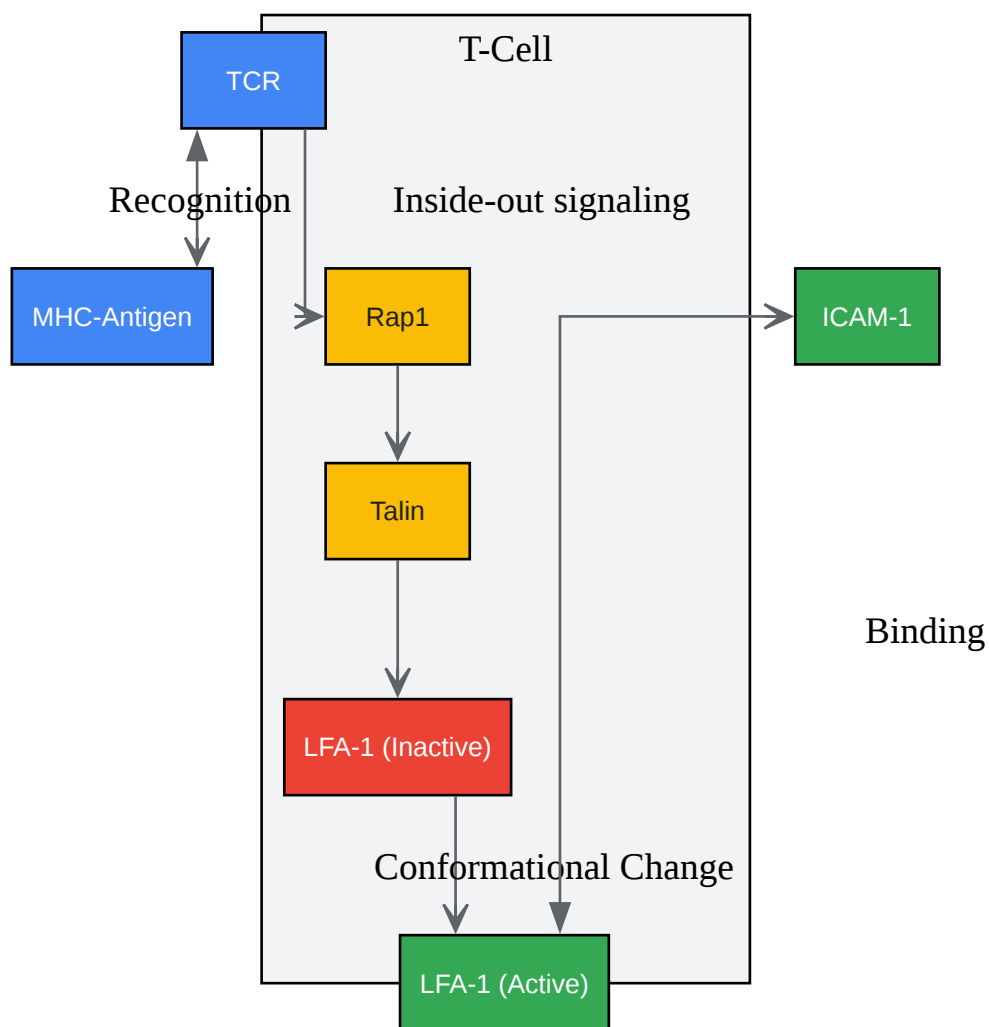 T-Cell
TCR
Recognition
Inside-out signaling
MHC-Antigen
Rap1
ICAM-1
Talin
Binding
LFA-1 (Inactive)
Conformational Change
LFA-1 (Active)